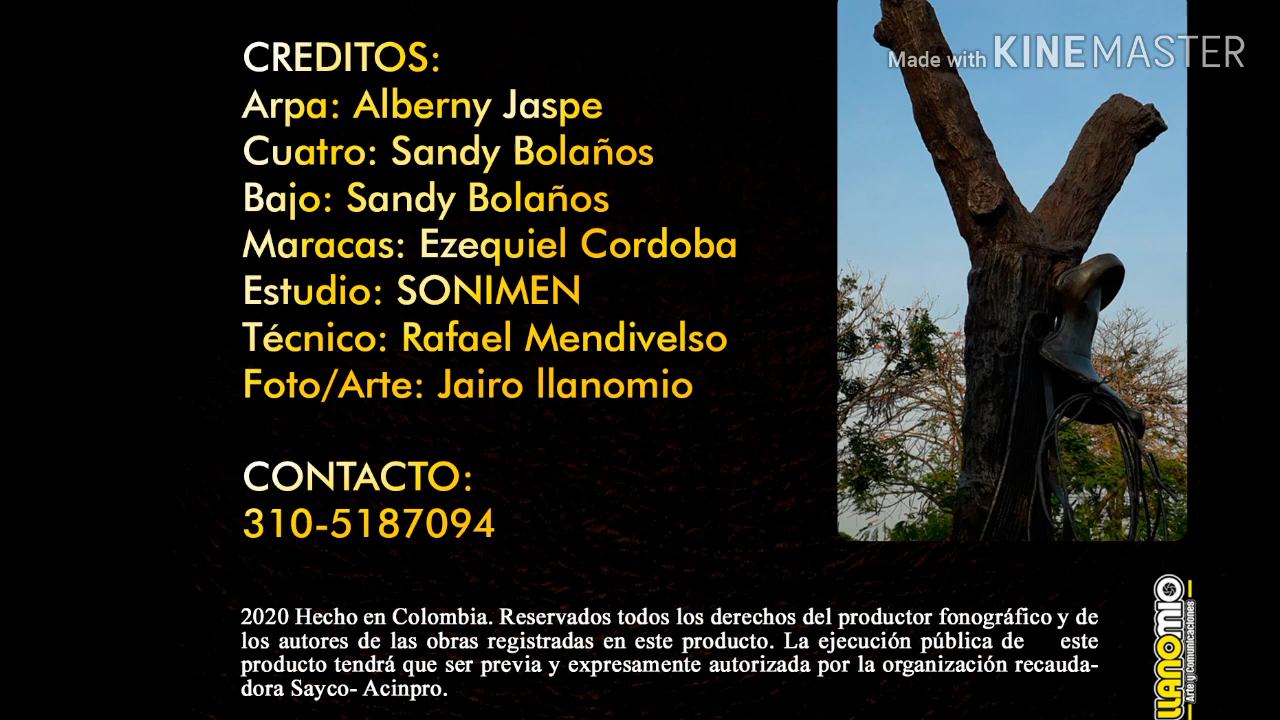 Made with KINEMASTER
CREDITOS:
Arpa: Alberny Jaspe
Cuatro: Sandy Bolaños
Bajo: Sandy Bolaños
Maracas: Ezequiel Cordoba
Estudio: SONIMEN
Técnico: Rafael Mendivelso
Foto/Arte: Jairo llanomio
CONTACTO:
310-5187094
2020 Hecho en Colombia. Reservados todos los derechos del productor fonográfico y de
los autores de las obras registradas en este producto. La ejecución pública de este
producto tendrá que ser previa y expresamente autorizada por la organización recauda-
dora Sayco- Acinpro.
LLANOMIO
Arte y Comunicaciones